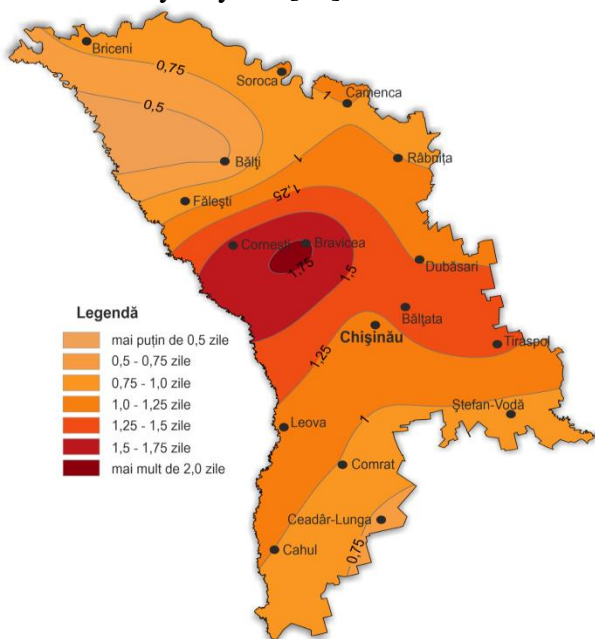 Briceni
0,75
Soroca
1
Camenca
0,5
Bălți
1
Râbnița
Fălești
1,25
Cornești
Bravicea
1,75
1,5
Dubăsari
Legendă
mai puțin de 0,5 zile
0,5 - 0,75 zile
0,75 - 1,0 zile
1,0 - 1,25 zile
1,25 - 1,5 zile
1,5 - 1,75 zile
mai mult de 2,0 zile
Bălțata
Chișinău
Tiraspol
1,25
Ștefan-Vodă
1
Leova
1
Comrat
Ceadâr-Lunga
0,75
Cahul